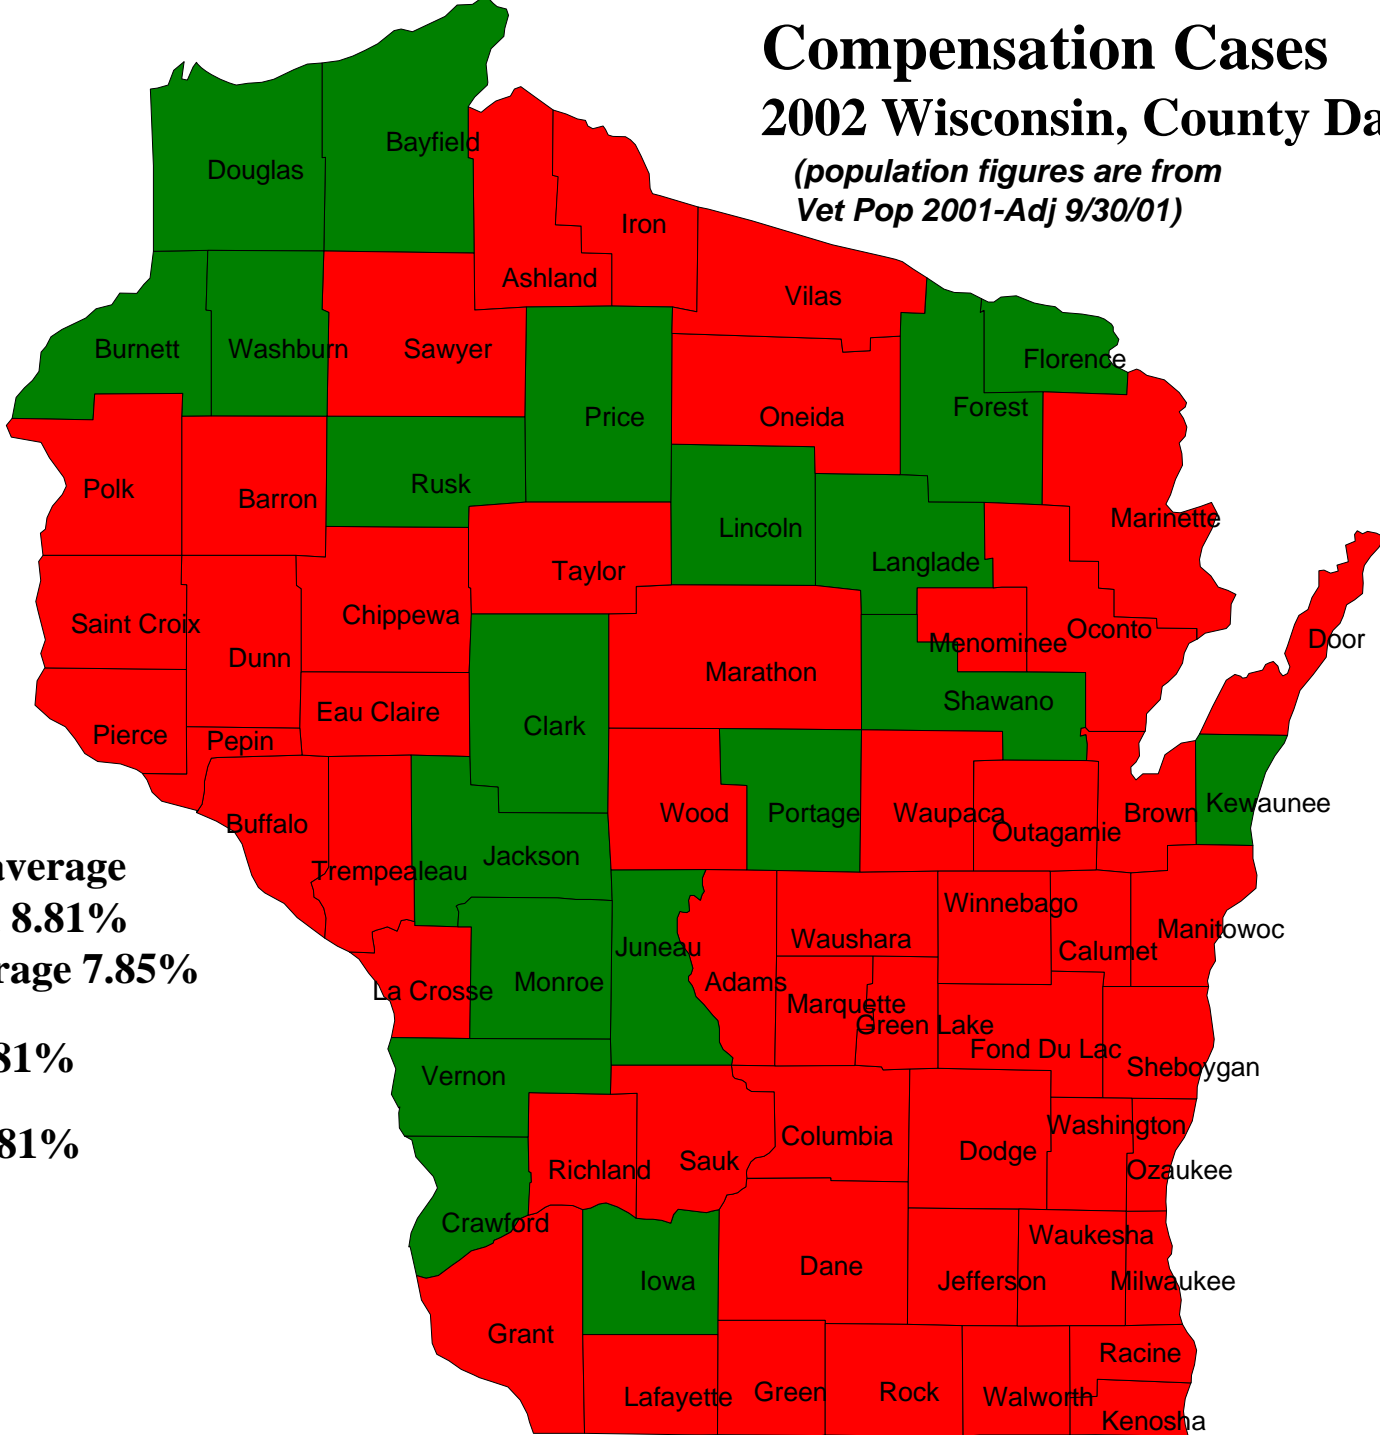 Compensation Cases
2002 Wisconsin, County Da
(population figures are from
Vet Pop 2001-Adj 9/30/01)
Bayfield
Douglas
Iron
Ashland
Vilas
Burnett
Washburn
Sawyer
Florence
Forest
Price
Oneida
Rusk
Polk
Barron
Marinette
Lincoln
Langlade
Taylor
Chippewa
Saint Croix
Oconto
Door
Menominee
Dunn
Marathon
Shawano
Eau Claire
Clark
Pierce
Pepin
Kewaunee
Wood
Portage
Waupaca
Brown
Buffalo
Outagamie
Jackson
average
Trempealeau
Winnebago
8.81%
Manitowoc
Waushara
Juneau
Calumet
rage 7.85%
Monroe
Adams
La Crosse
Marquette
Green Lake
Fond Du Lac
81%
Sheboygan
Vernon
Washington
Columbia
81%
Dodge
Sauk
Richland
Ozaukee
Crawford
Waukesha
Dane
Iowa
Jefferson
Milwaukee
Grant
Racine
Lafayette
Green
Rock
Walworth
Kenosha